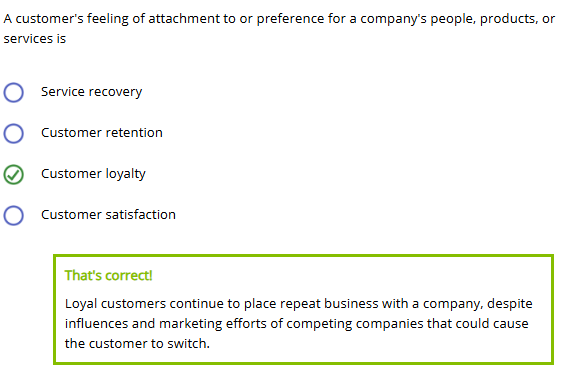 A customer's feeling of attachment to or preference for a company's people, products, or
services is
Service recovery
Customer retention
Customer loyalty
Customer satisfaction
That's correct!
Loyal customers continue to place repeat business with a company, despite
influences and marketing efforts of competing companies that could cause
the customer to switch.